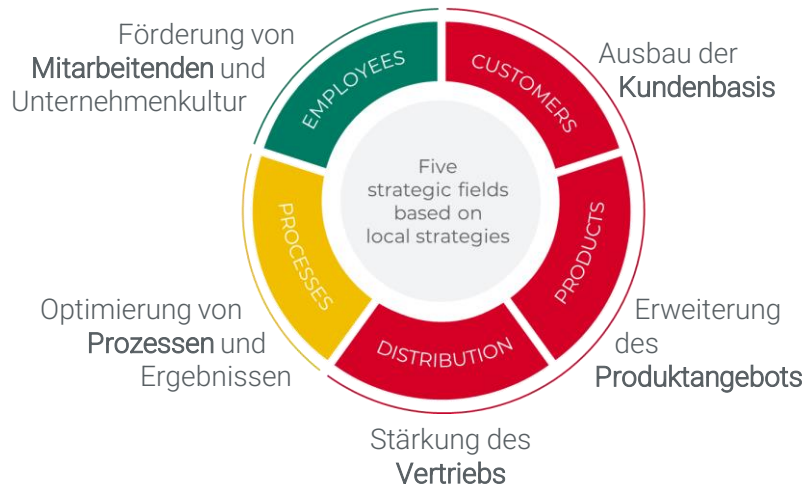 Förderung von
Mitarbeitenden und
Unternehmenkultur
EMPLOYEES
CUSTOMERS
Ausbau der
Kundenbasis
Five
strategic fields
based on
local strategies
PROCESSES
PRODUCTS
Optimierung von
Prozessen und
Ergebnissen
DISTRIBUTION
Erweiterung
des
Produktangebots
Stärkung des
Vertriebs